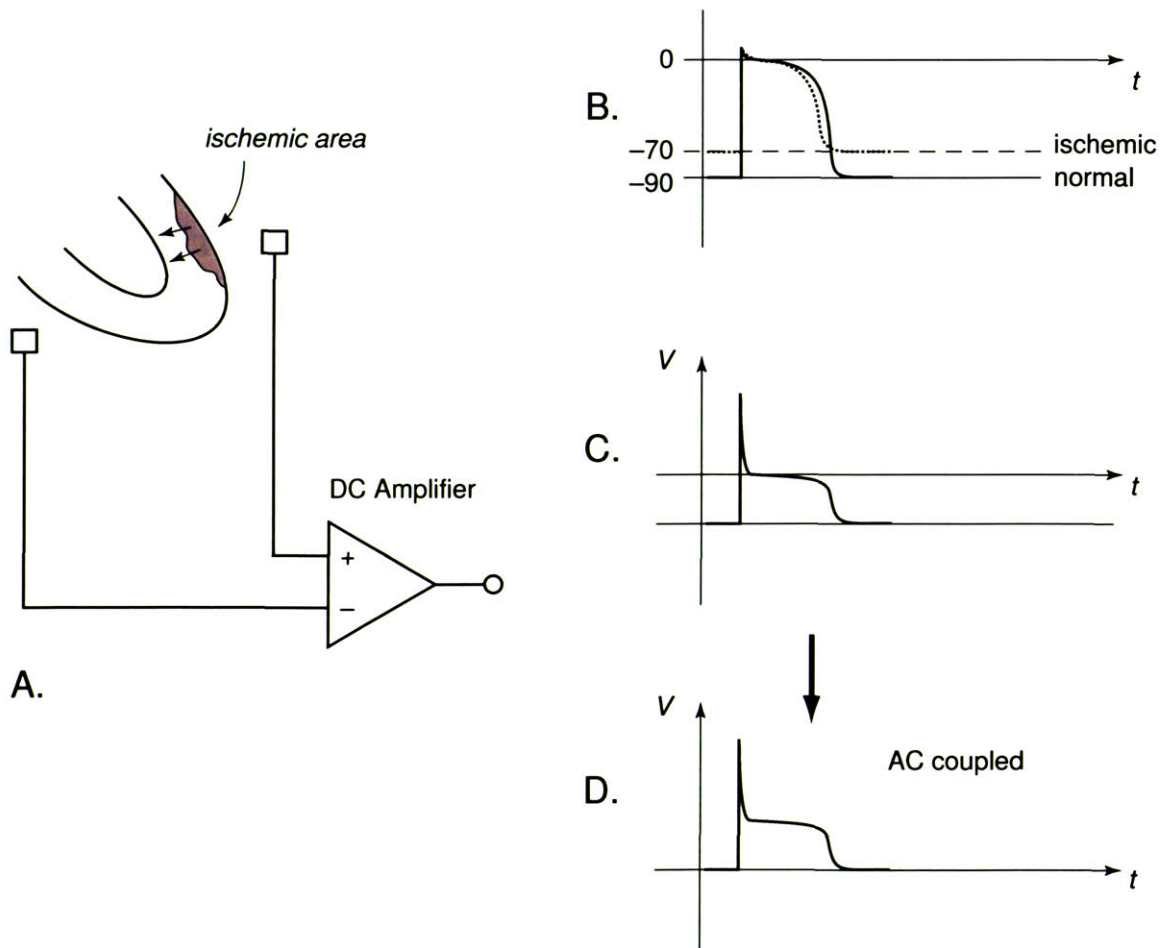 ischemic area
DC Amplifier
+
−
A.
B.
0
t
−70
ischemic
−90
normal
V
C.
t
V
AC coupled
D.
t